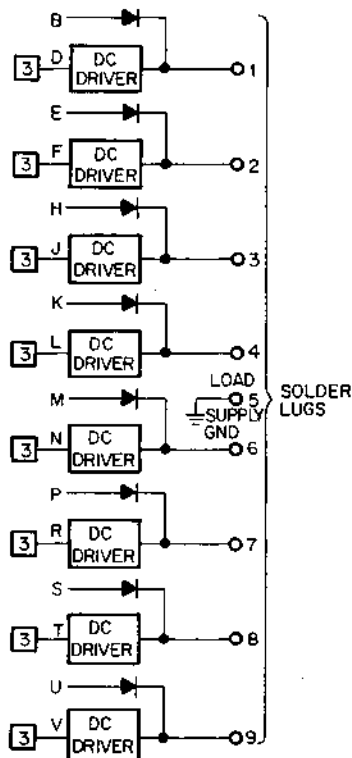 B
3 D DC DRIVER 1
E
3 F DC DRIVER 2
H
3 J DC DRIVER 3
K
3 L DC DRIVER 4
LOAD 5 SOLDER LUGS
M SUPPLY GND
3 N DC DRIVER 6
P
3 R DC DRIVER 7
S
3 T DC DRIVER 8
U
3 V DC DRIVER 9